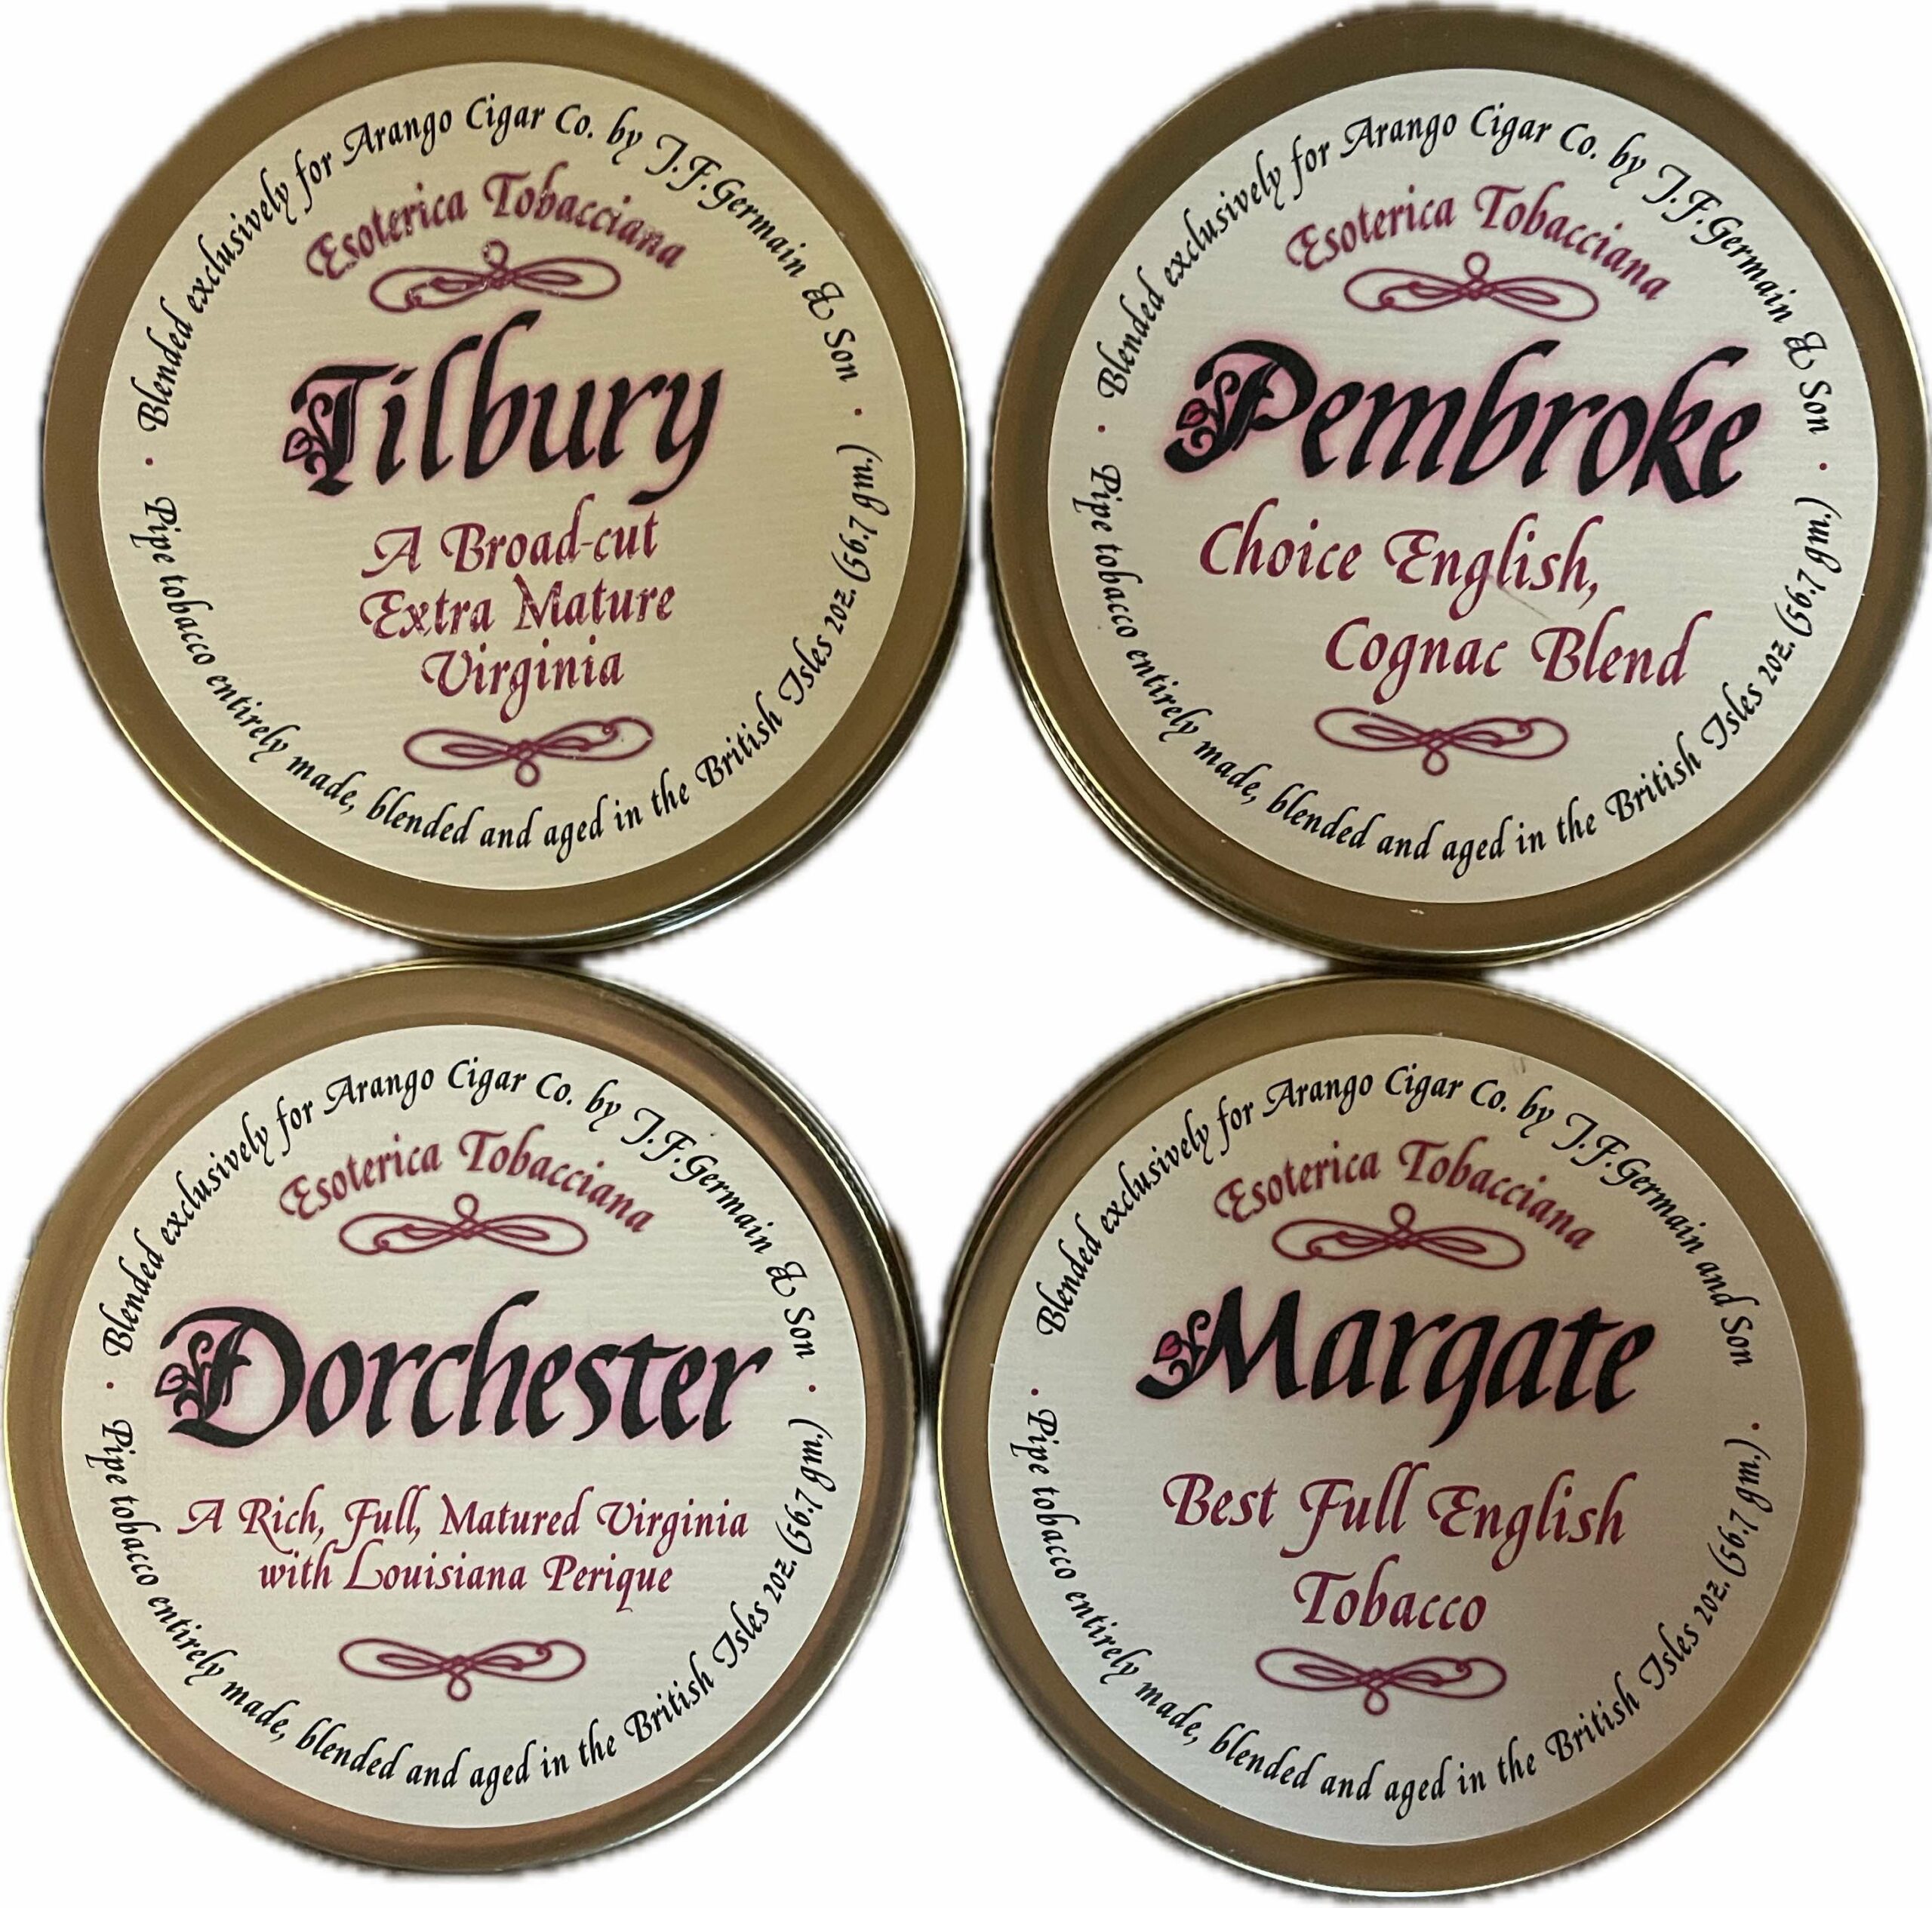 Blended exclusively for Arango Cigar Co. by J.F.Germain & Son
Esoterica Tobacciana
Tilbury
A Broad-cut
Extra Mature
Virginia
Pipe tobacco entirely made, blended and aged in the British Isles 2oz. (56.7 gm.)
Blended exclusively for Arango Cigar Co. by J.F.Germain & Son
Esoterica Tobacciana
Pembroke
Choice English,
Cognac Blend
Pipe tobacco entirely made, blended and aged in the British Isles 2oz. (56.7 gm.)
Blended exclusively for Arango Cigar Co. by J.F.Germain & Son
Esoterica Tobacciana
Dorchester
A Rich, Full, Matured Virginia
with Louisiana Perique
Pipe tobacco entirely made, blended and aged in the British Isles 2oz. (56.7 gm.)
Blended exclusively for Arango Cigar Co. by J.F.Germain and Son
Esoterica Tobacciana
Margate
Best Full English
Tobacco
Pipe tobacco entirely made, blended and aged in the British Isles 2oz. (56.7 gm.)